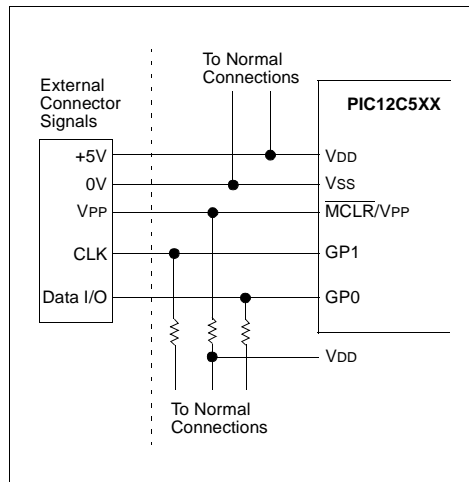 To Normal
Connections
External
Connector
Signals
PIC12C5XX
+5V
VDD
0V
VSS
VPP
MCLR/VPP
CLK
GP1
Data I/O
GP0
VDD
To Normal
Connections